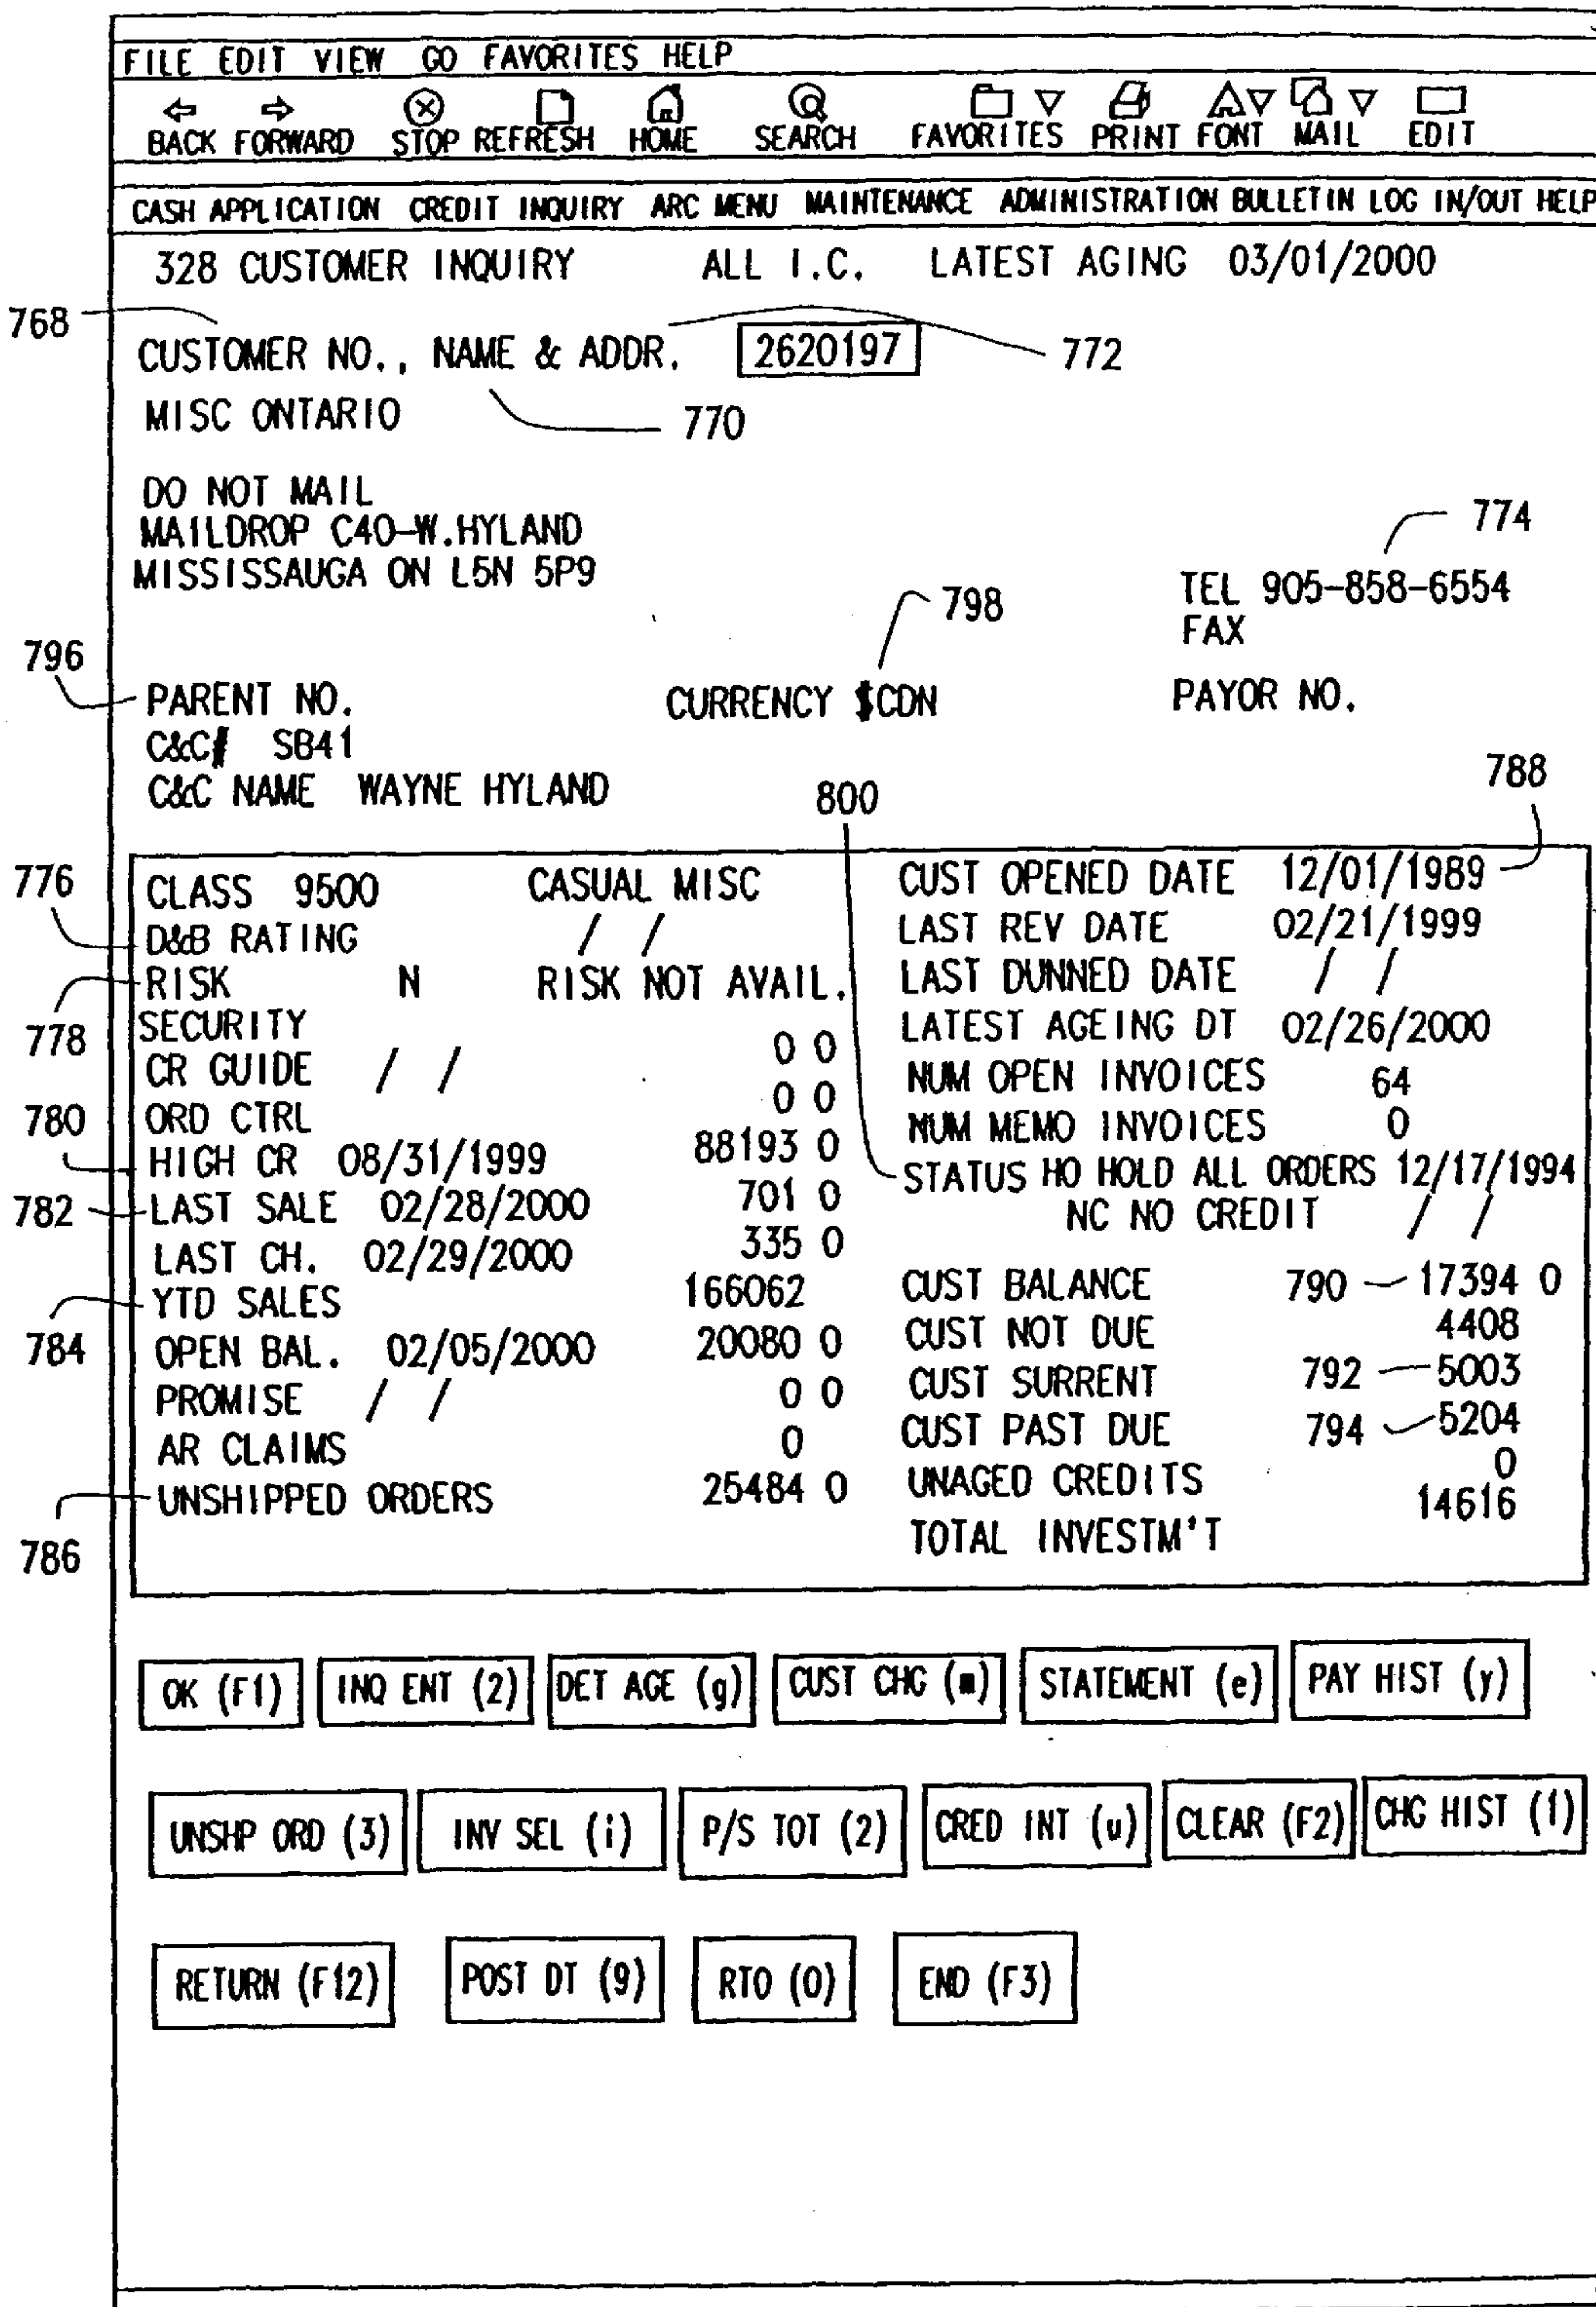 FILE EDIT VIEW GO FAVORITES HELP
BACK FORWARD STOP REFRESH HOME SEARCH FAVORITES PRINT FONT MAIL EDIT
CASH APPLICATION CREDIT INQUIRY ARC MENU MAINTENANCE ADMINISTRATION BULLETIN LOG IN/OUT HELP
328 CUSTOMER INQUIRY ALL I.C. LATEST AGING 03/01/2000
768
CUSTOMER NO., NAME & ADDR. 2620197 772
MISC ONTARIO 770
DO NOT MAIL
MAILDROP C40-W.HYLAND 774
MISSISSAUGA ON L5N 5P9 TEL 905-858-6554
798 FAX
796
PARENT NO. CURRENCY $CDN PAYOR NO.
C&C# SB41
C&C NAME WAYNE HYLAND 800 788
776 CLASS 9500 CASUAL MISC CUST OPENED DATE 12/01/1989
D&B RATING / / LAST REV DATE 02/21/1999
RISK N RISK NOT AVAIL. LAST DUNNED DATE / /
778 SECURITY 0 0 LATEST AGEING DT 02/26/2000
CR GUIDE / / 0 0 NUM OPEN INVOICES 64
780 ORD CTRL NUM MEMO INVOICES 0
HIGH CR 08/31/1999 88193 0 STATUS HO HOLD ALL ORDERS 12/17/1994
782 LAST SALE 02/28/2000 701 0 NC NO CREDIT / /
LAST CH. 02/29/2000 335 0
YTD SALES 166062 CUST BALANCE 790 17394 0
784 OPEN BAL. 02/05/2000 20080 0 CUST NOT DUE 4408
PROMISE / / 0 0 CUST SURRENT 792 5003
AR CLAIMS 0 CUST PAST DUE 794 5204
UNSHIPPED ORDERS 25484 0 UNAGED CREDITS 0
786 TOTAL INVESTM'T 14616
OK (F1) INQ ENT (2) DET AGE (g) CUST CHG (m) STATEMENT (e) PAY HIST (y)
UNSHP ORD (3) INV SEL (i) P/S TOT (2) CRED INT (u) CLEAR (F2) CHG HIST (1)
RETURN (F12) POST DT (9) RTO (0) END (F3)